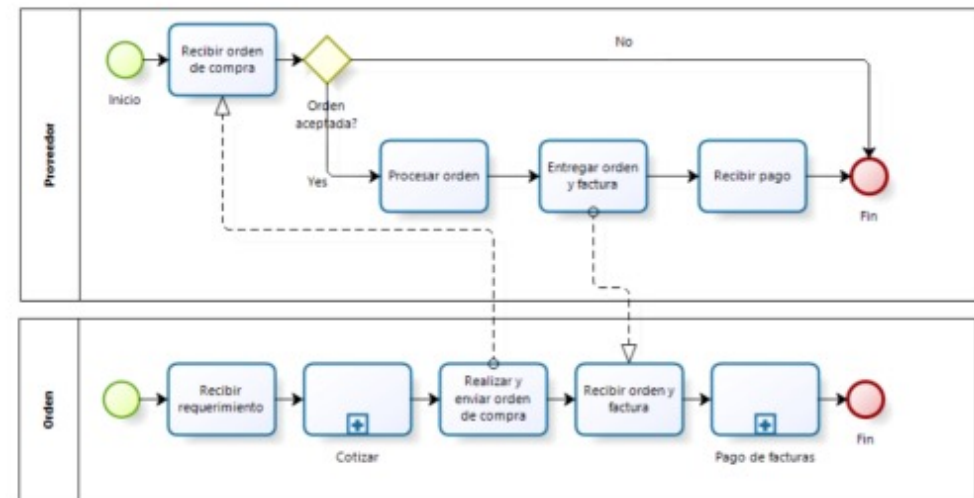 Proveedor
Inicio
Recibir orden
de compra
Orden
aceptada?
No
Yes
Procesar orden
Entregar orden
y factura
Recibir pago
Fin
Orden
Recibir
requerimiento
Cotizar
Realizar y
enviar orden
de compra
Recibir orden y
factura
Pago de facturas
Fin